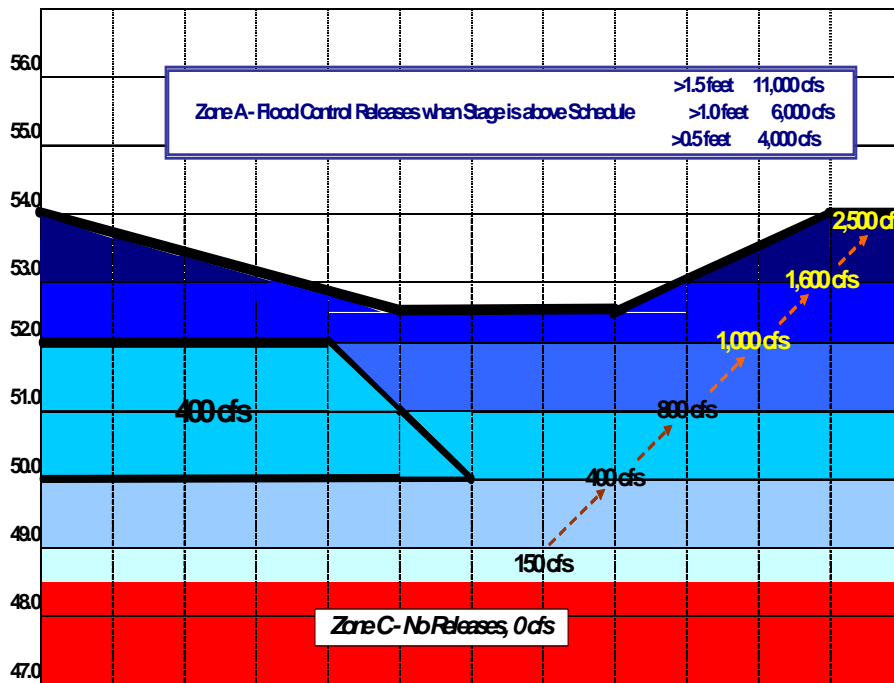 56.0
>1.5 feet 11,000 cfs
Zone A - Flood Control Releases when Stage is above Schedule >1.0 feet 6,000 cfs
>0.5 feet 4,000 cfs
55.0
54.0
2,500 cf
53.0
1,600 cfs
52.0
1,000 cfs
51.0
400 cfs
800 cfs
50.0
400 cfs
49.0
150 cfs
48.0
Zone C - No Releases, 0 cfs
47.0